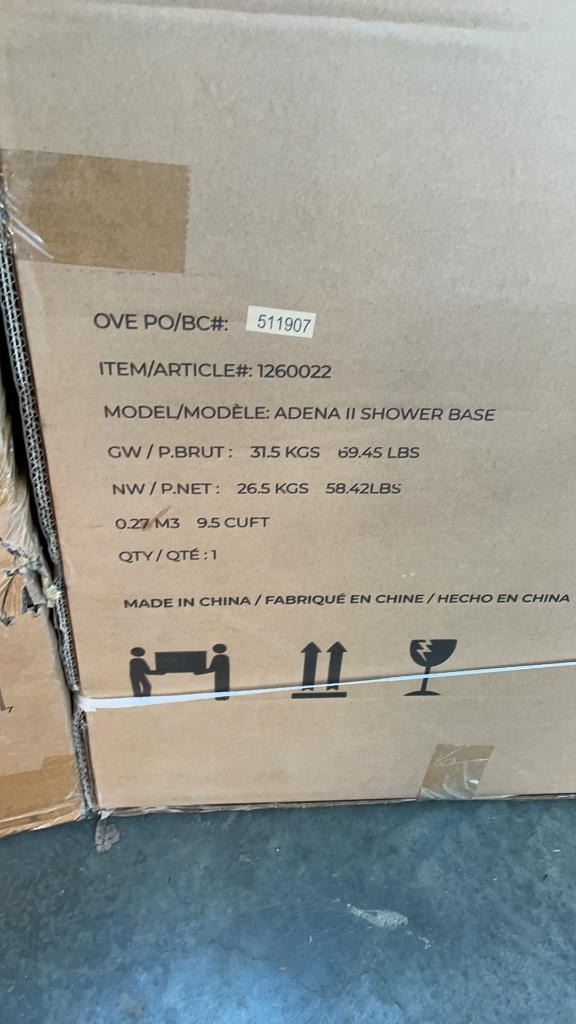 OVE PO/BC#: 511907
ITEM/ARTICLE#: 1260022
MODEL/MODÈLE: ADENA II SHOWER BASE
GW / P.BRUT : 31.5 KGS 69.45 LBS
NW / P.NET : 26.5 KGS 58.42LBS
0.27 M3 9.5 CUFT
QTY / QTÉ : 1
MADE IN CHINA / FABRIQUÉ EN CHINE / HECHO EN CHINA